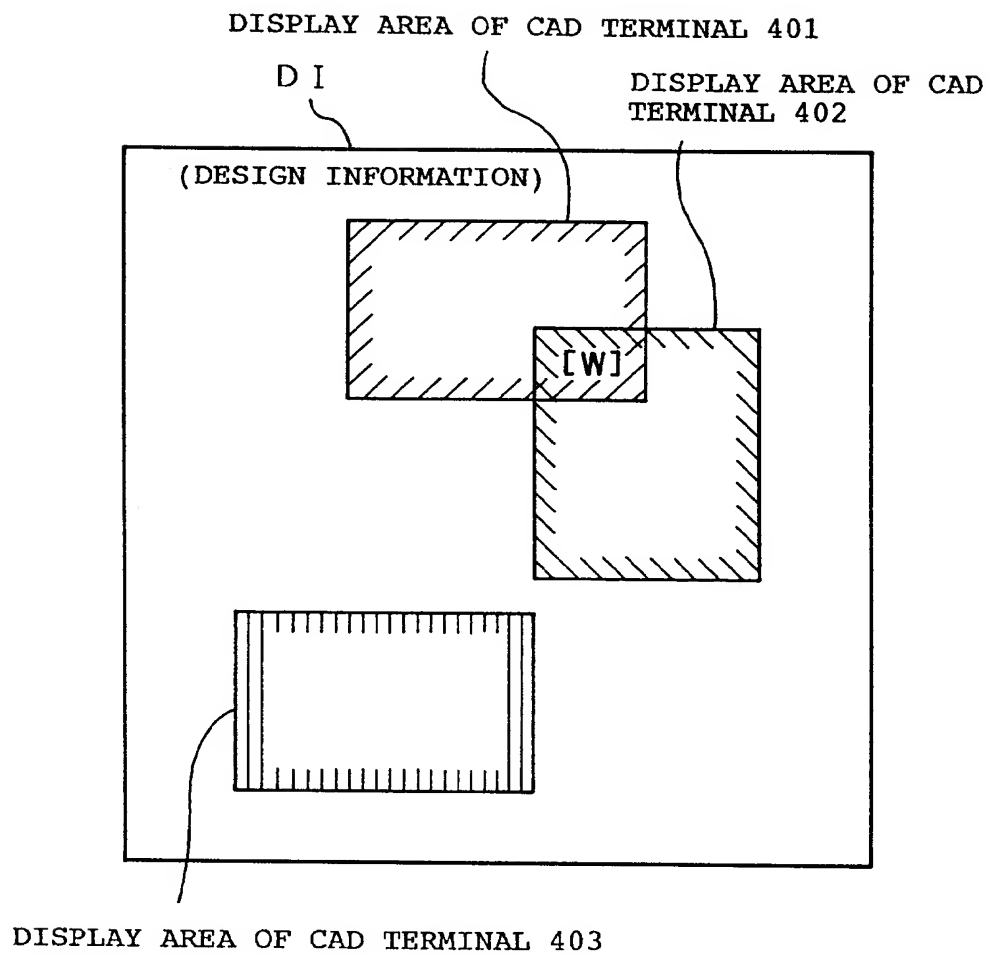 DISPLAY AREA OF CAD TERMINAL 401
DI
DISPLAY AREA OF CAD
TERMINAL 402
(DESIGN INFORMATION)
[W]
DISPLAY AREA OF CAD TERMINAL 403